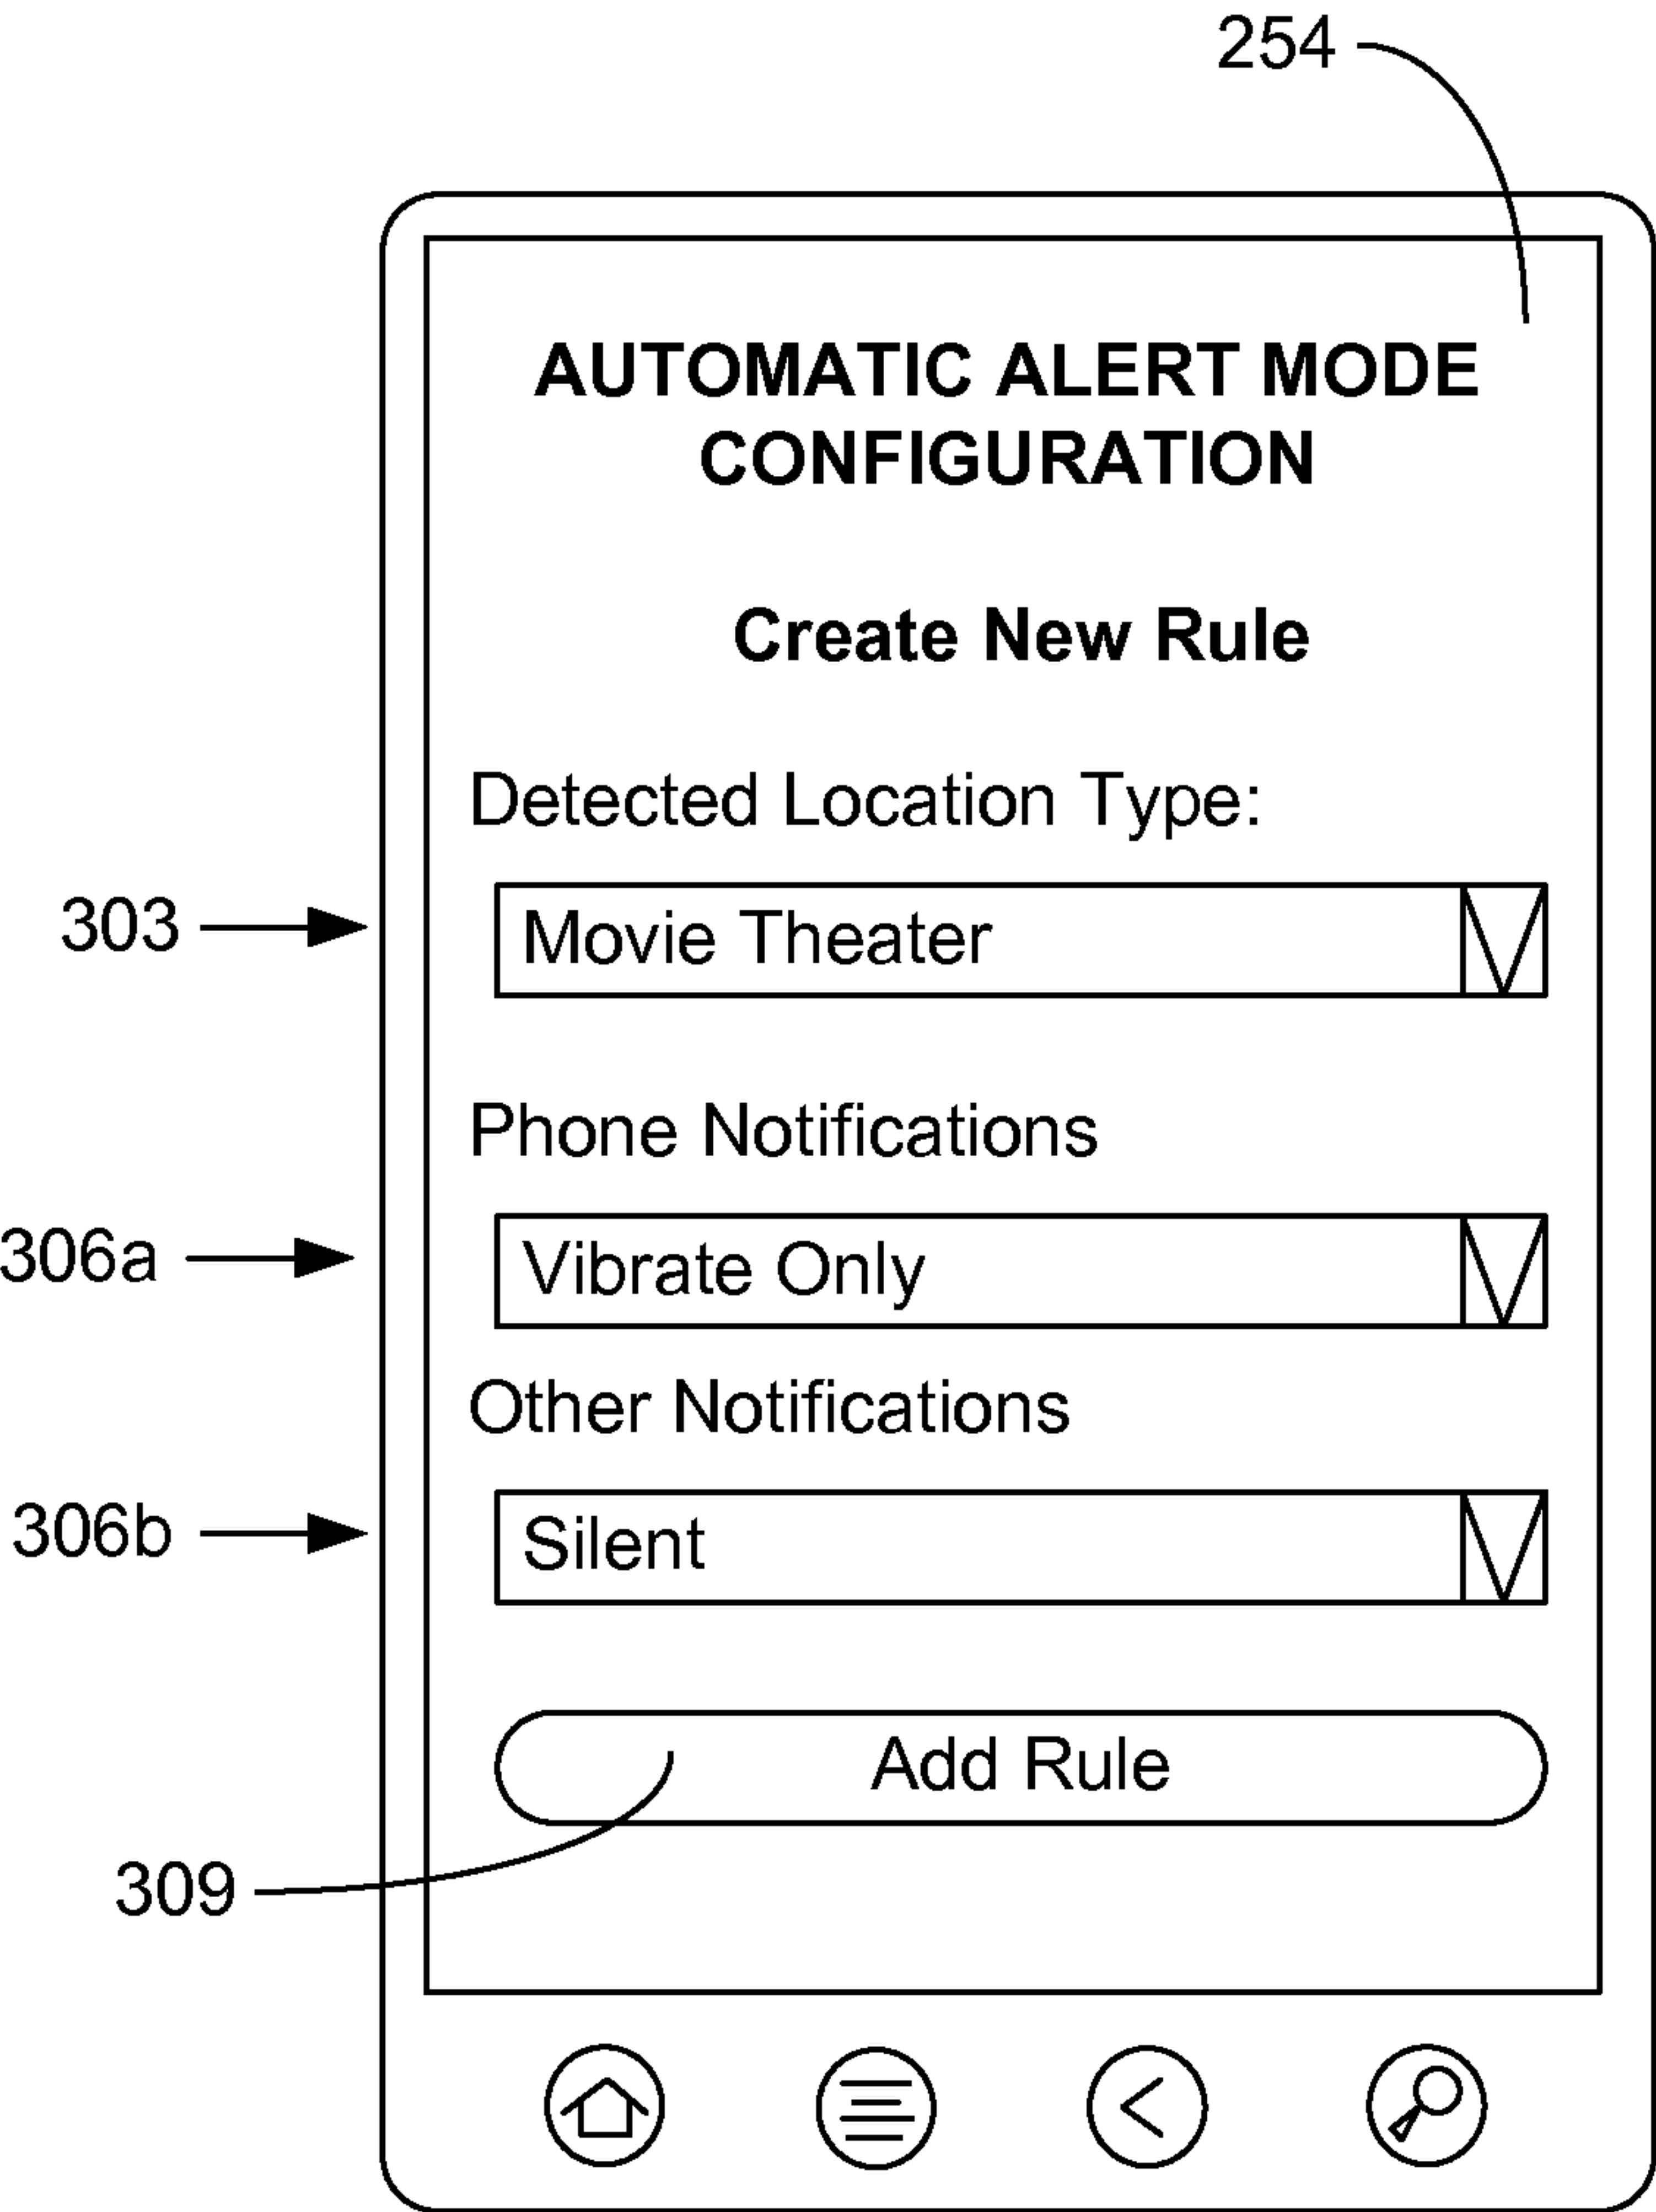 254
AUTOMATIC ALERT MODE
CONFIGURATION
Create New Rule
Detected Location Type:
303
Movie Theater
Phone Notifications
306a
Vibrate Only
Other Notifications
306b
Silent
Add Rule
309